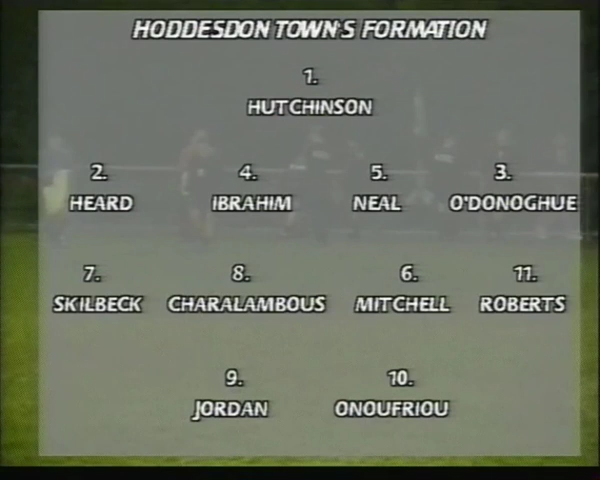 HODDESDON TOWN'S FORMATION
1.
HUTCHINSON
2. 4. 5. 3.
HEARD IBRAHIM NEAL O'DONOGHUE
7. 8. 6. 11.
SKILBECK CHARALAMBOUS MITCHELL ROBERTS
9. 10.
JORDAN ONOUFRIOU